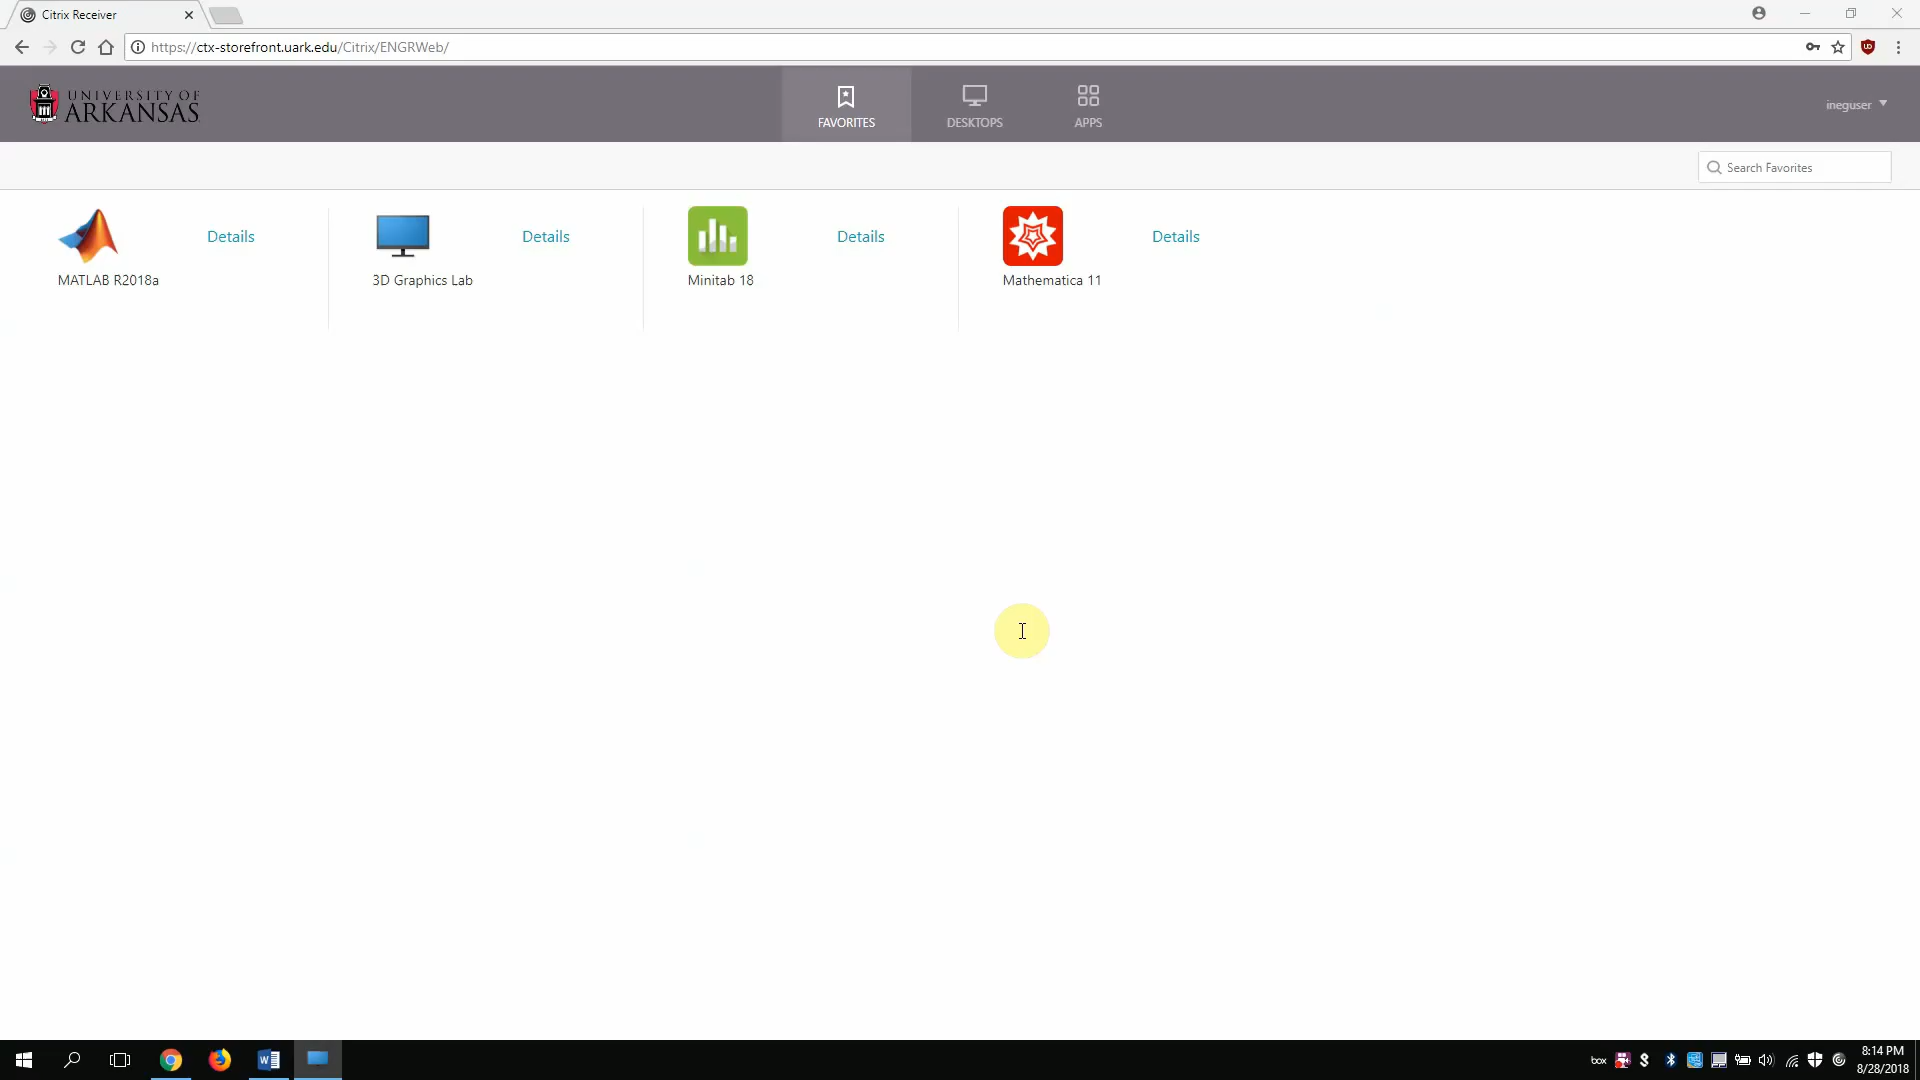 Citrix Receiver
https://ctx-storefront.uark.edu/Citrix/ENGRWeb/
UNIVERSITY OF
ARKANSAS
FAVORITES
DESKTOPS
APPS
ineguser
Search Favorites
Details
Details
Details
Details
MATLAB R2018a
3D Graphics Lab
Minitab 18
Mathematica 11
box
8:14 PM
8/28/2018